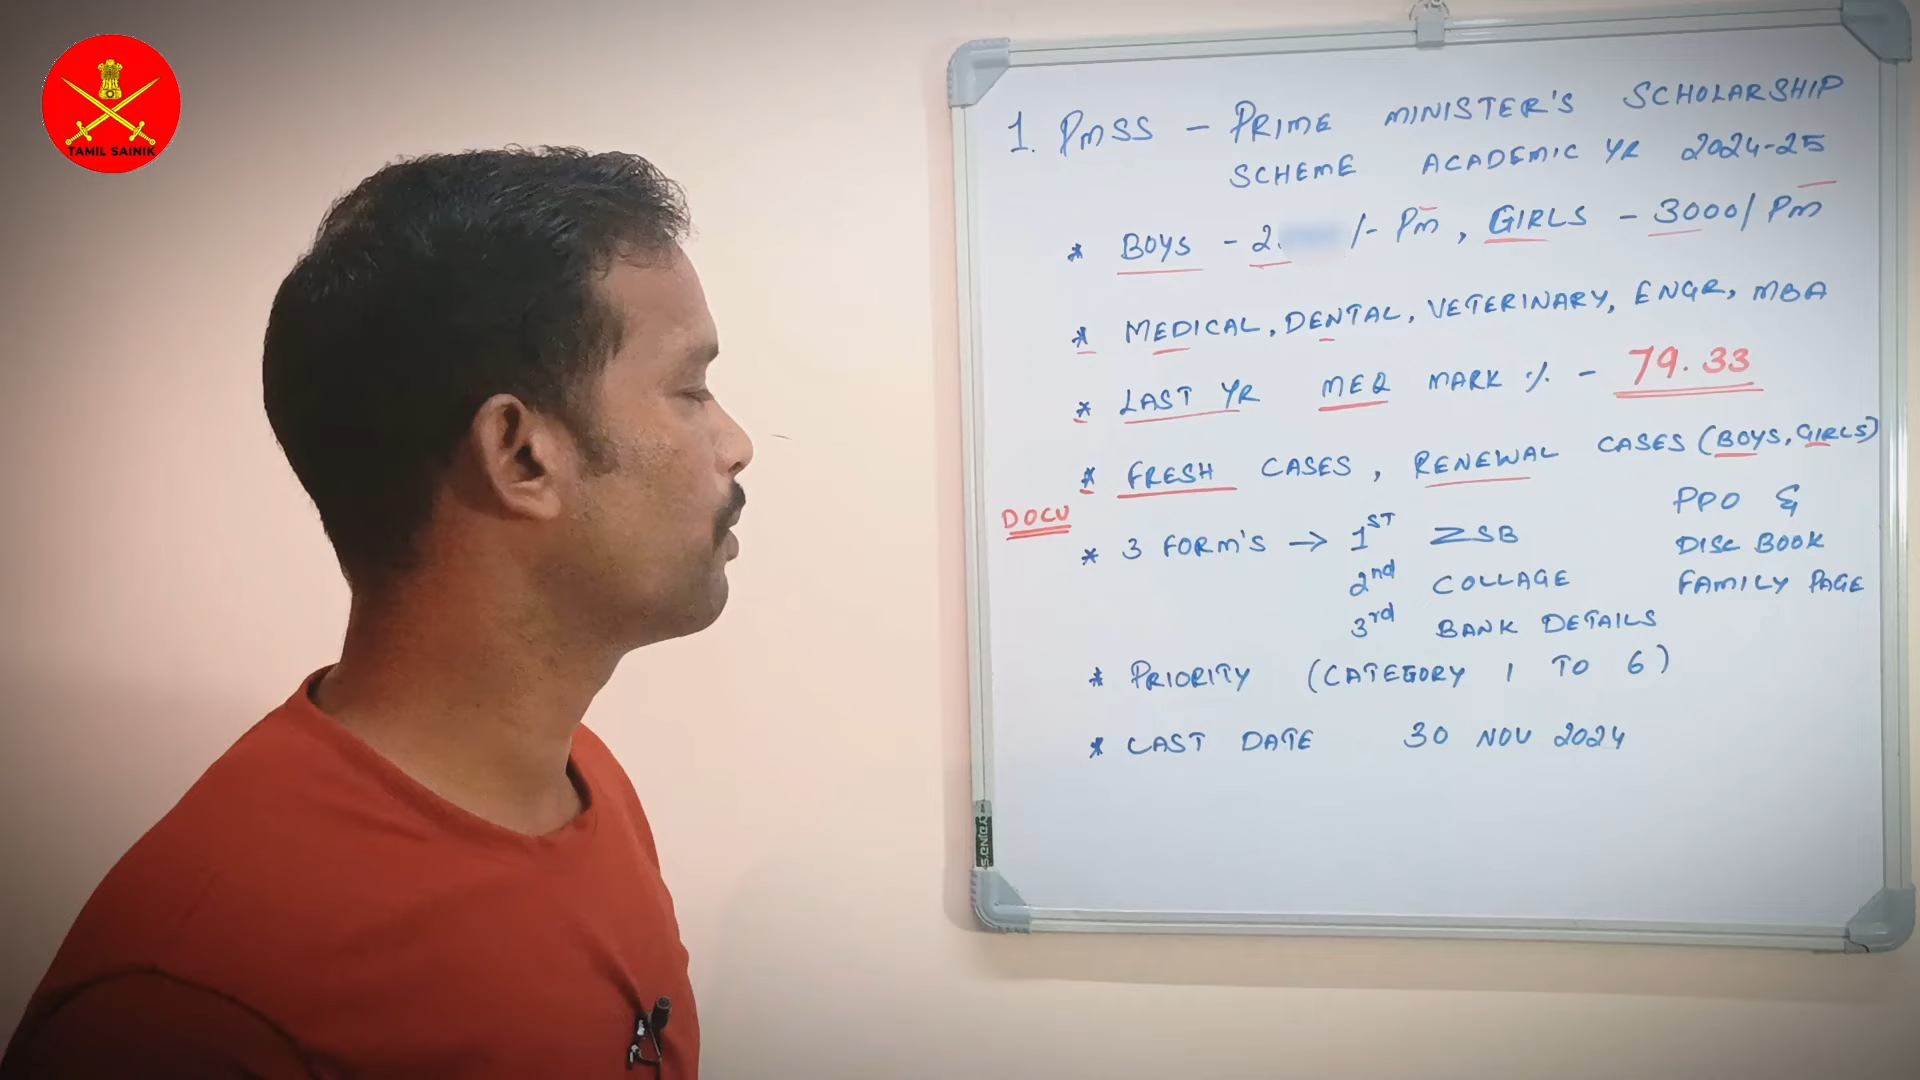 TAMIL SAINIK
1. PMSS - PRIME MINISTER'S SCHOLARSHIP
SCHEME ACADEMIC YR 2024-25
* BOYS - 2. /- PM, GIRLS - 3000/ PM
* MEDICAL, DENTAL, VETERINARY, ENGR, MBA
* LAST YR MEQ MARK % - 79.33
* FRESH CASES, RENEWAL CASES (BOYS, GIRLS)
DOCU
* 3 FORM'S → 1ST ZSB
2nd COLLAGE
3rd BANK DETAILS
PPO &
DISC BOOK
FAMILY PAGE
* PRIORITY (CATEGORY 1 TO 6)
* LAST DATE 30 NOV 2024